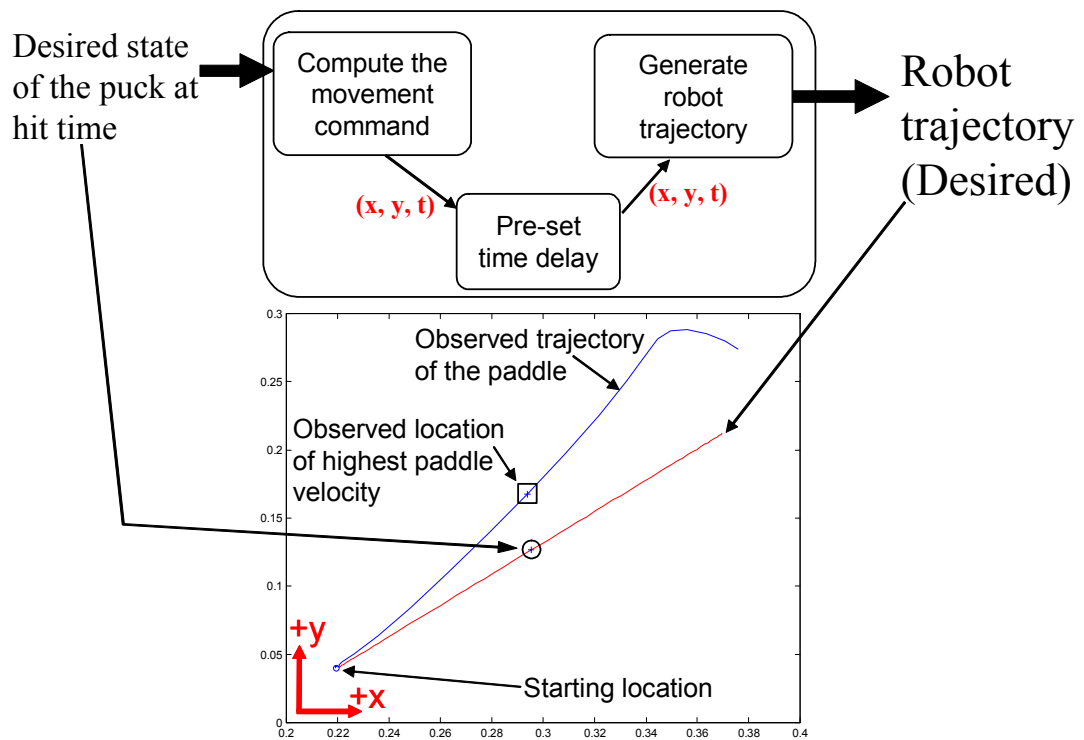 Desired state
of the puck at
hit time
Compute the
movement
command
Generate
robot
trajectory
Robot
trajectory
(Desired)
(x, y, t)
(x, y, t)
Pre-set
time delay
0.3
0.25
0.2
0.15
0.1
0.05
0
Observed trajectory
of the paddle
Observed location
of highest paddle
velocity
+y
+x
Starting location
0.2
0.22
0.24
0.26
0.28
0.3
0.32
0.34
0.36
0.38
0.4